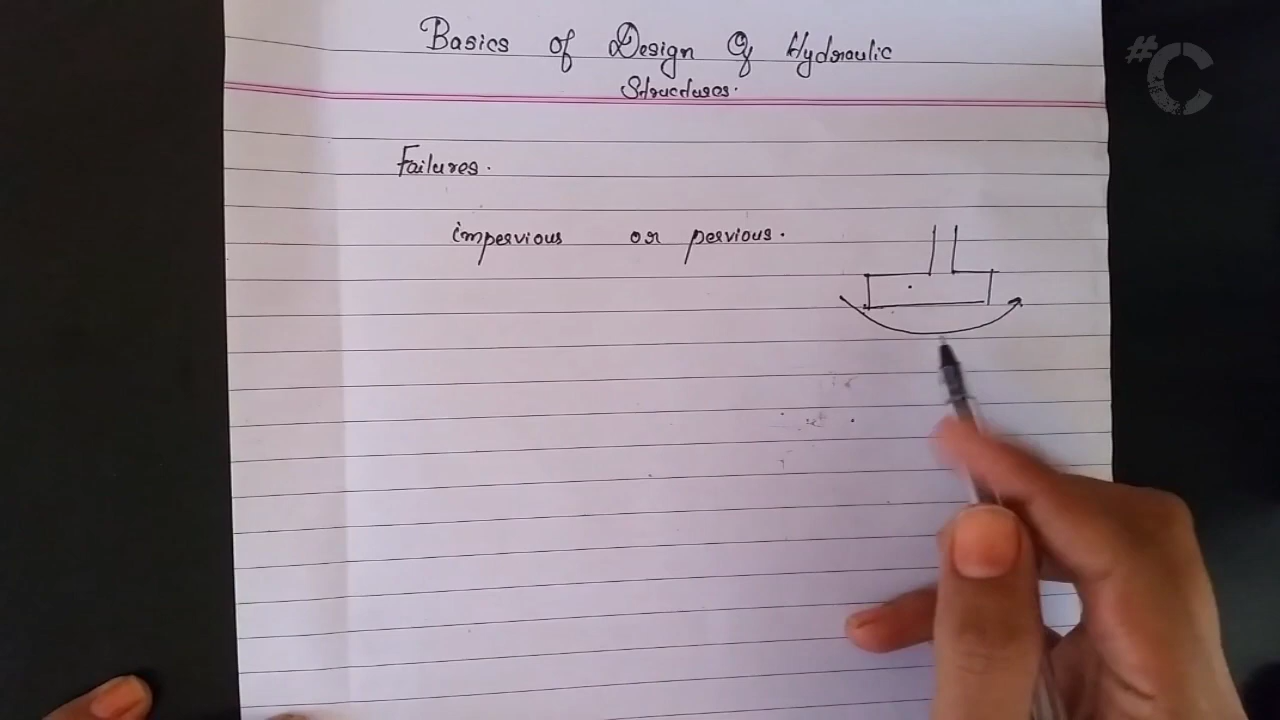 Basics of Design Of Hydraulic
Structures.
Failures.
impervious or pervious.
#C